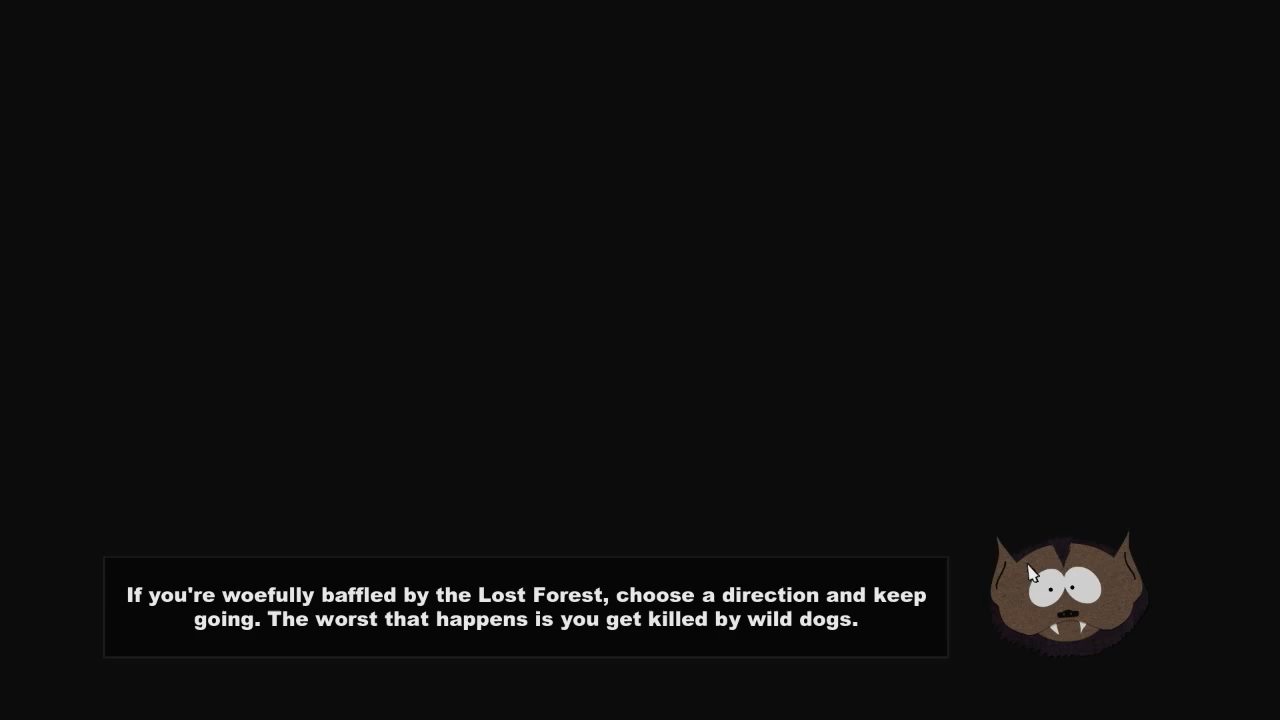 If you're woefully baffled by the Lost Forest, choose a direction and keep
going. The worst that happens is you get killed by wild dogs.